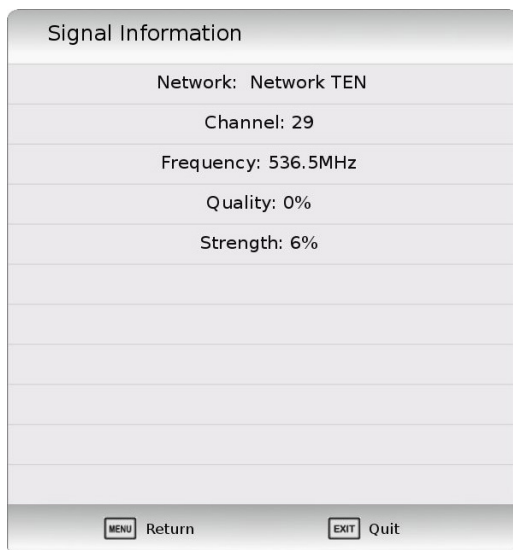 Signal Information
Network: Network TEN
Channel: 29
Frequency: 536.5MHz
Quality: 0%
Strength: 6%
MENU Return EXIT Quit